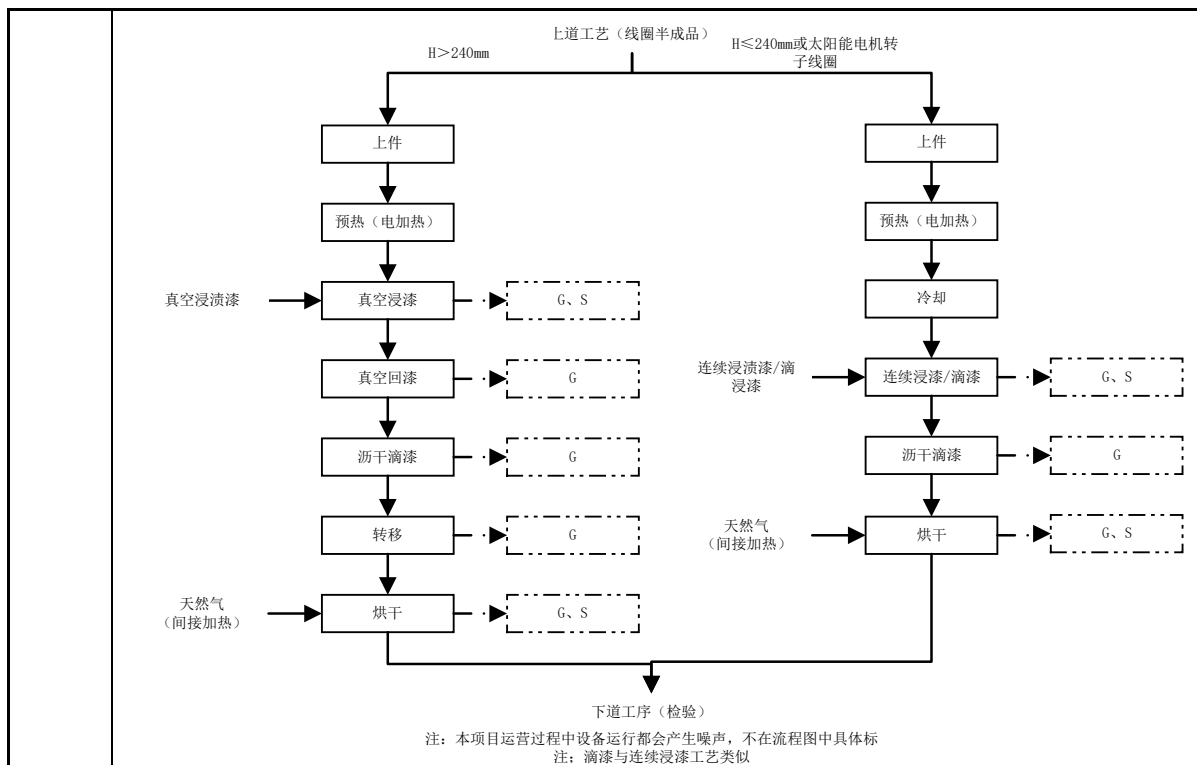 上道工艺（线圈半成品）
H＞240mm
H≤240mm或太阳能电机转
子线圈
上件
预热（电加热）
真空浸渍漆
真空浸漆
G、S
真空回漆
G
沥干滴漆
G
转移
G
天然气
（间接加热）
烘干
G、S
上件
预热（电加热）
冷却
连续浸渍漆/滴
浸漆
连续浸漆/滴漆
G、S
沥干滴漆
G
天然气
（间接加热）
烘干
G、S
下道工序（检验）
注：本项目运营过程中设备运行都会产生噪声，不在流程图中具体标
注；滴漆与连续浸漆工艺类似